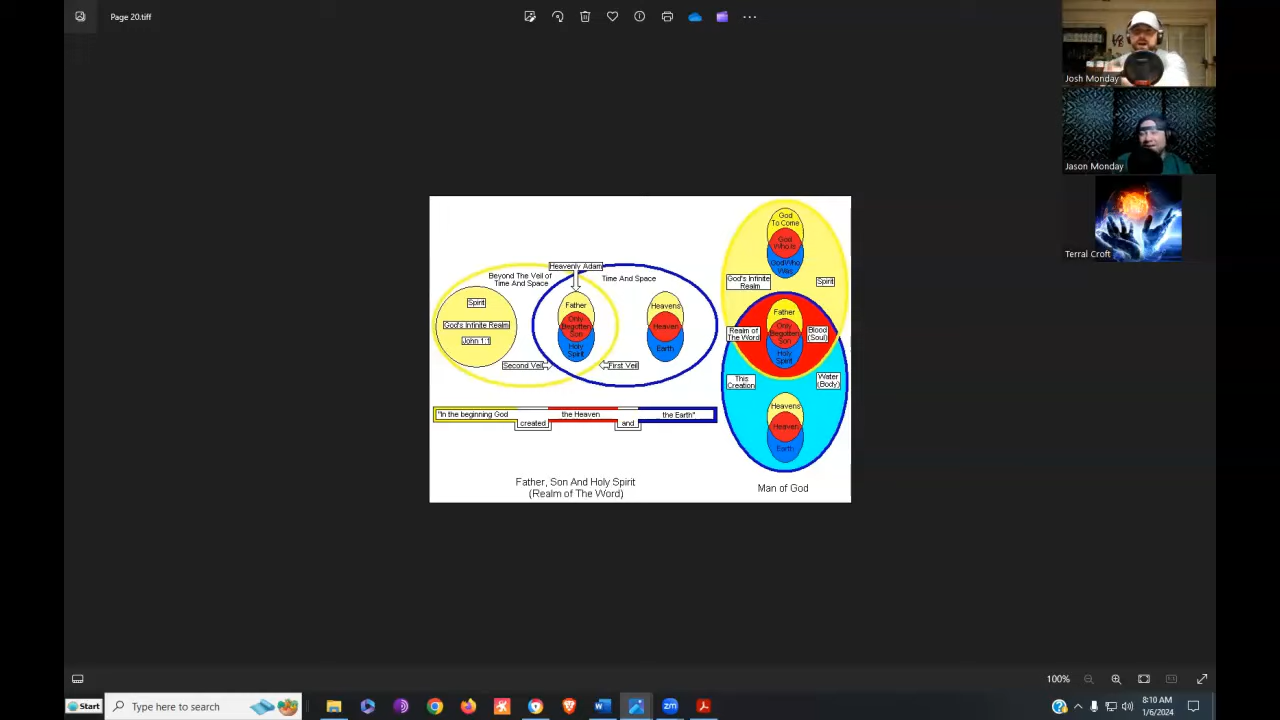 Page 20.tiff
Josh Monday
Jason Monday
Terral Croft
Heavenly Adam
Beyond The Veil of
Time And Space
Time And Space
Spirit
God's Infinite Realm
John 1:1
Father
Only
Begotten
Son
Holy
Spirit
Heavens
Heaven
Earth
Second Veil
First Veil
"In the beginning God
created
the Heaven
and
the Earth"
Father, Son And Holy Spirit
(Realm of The Word)
God
To Come
God
Who Is
God Who
Was
God's Infinite
Realm
Spirit
Father
Only
Begotten
Son
Holy
Spirit
Realm of
The Word
Blood
(Soul)
This
Creation
Water
(Body)
Heavens
Heaven
Earth
Man of God
100%
Start
Type here to search
8:10 AM
1/6/2024